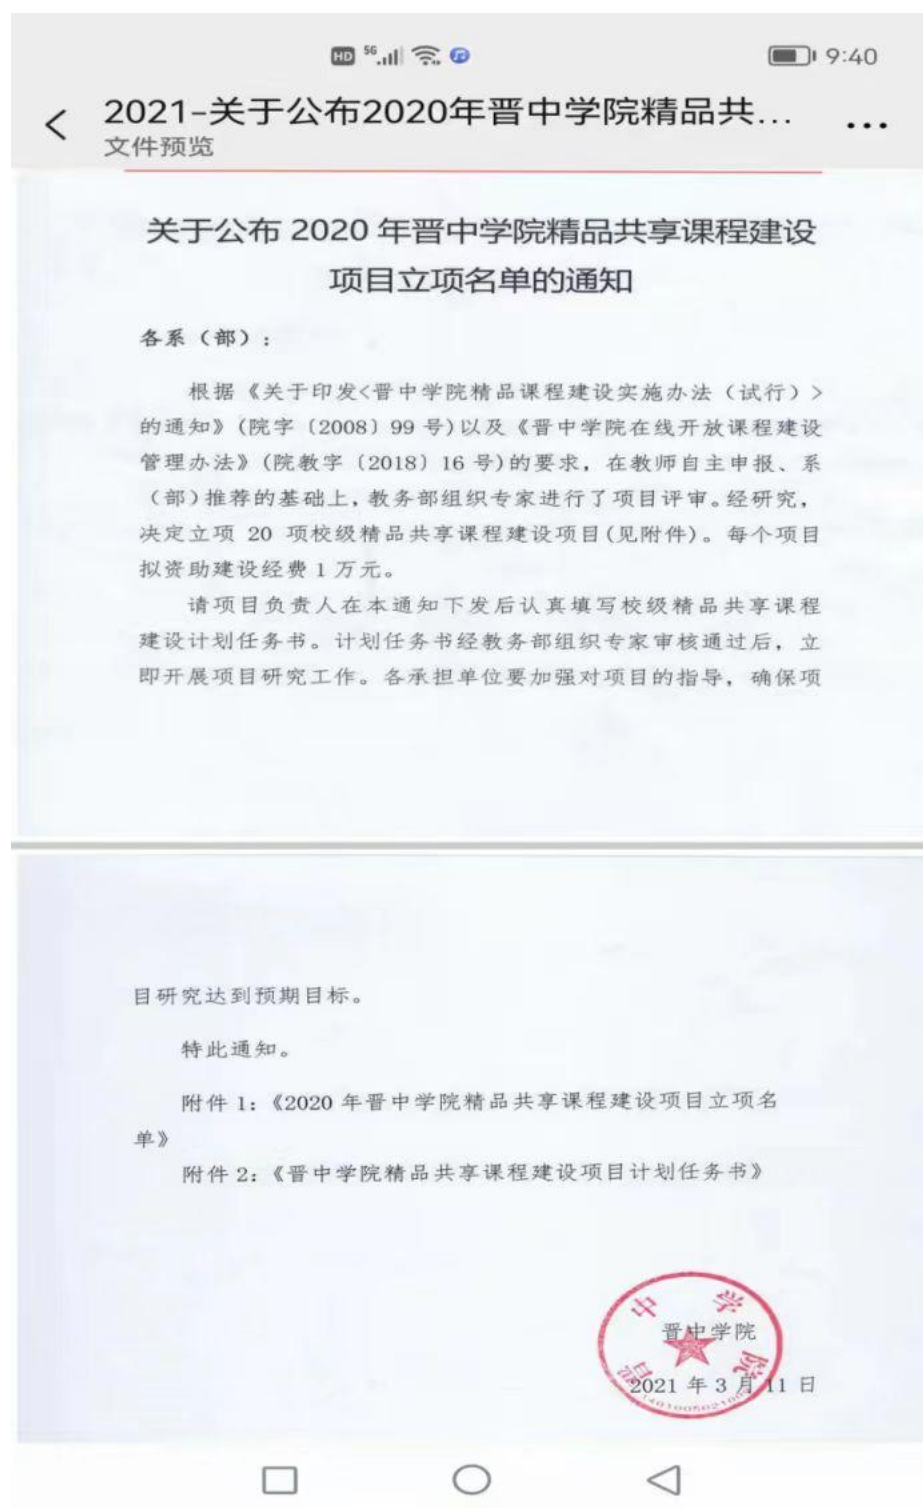 HD 5G 9:40
2021-关于公布2020年晋中学院精品共...
文件预览
关于公布 2020 年晋中学院精品共享课程建设
项目立项名单的通知
各系（部）：
根据《关于印发<晋中学院精品课程建设实施办法（试行）>
的通知》(院字〔2008〕99 号)以及《晋中学院在线开放课程建设
管理办法》(院教字〔2018〕16 号)的要求，在教师自主申报、系
（部）推荐的基础上，教务部组织专家进行了项目评审。经研究，
决定立项 20 项校级精品共享课程建设项目(见附件)。每个项目
拟资助建设经费 1 万元。
请项目负责人在本通知下发后认真填写校级精品共享课程
建设计划任务书。计划任务书经教务部组织专家审核通过后，立
即开展项目研究工作。各承担单位要加强对项目的指导，确保项
目研究达到预期目标。
特此通知。
附件 1:《2020 年晋中学院精品共享课程建设项目立项名
单》
附件 2:《晋中学院精品共享课程建设项目计划任务书》
晋中学院
晋中学院
2021 年 3 月 11 日